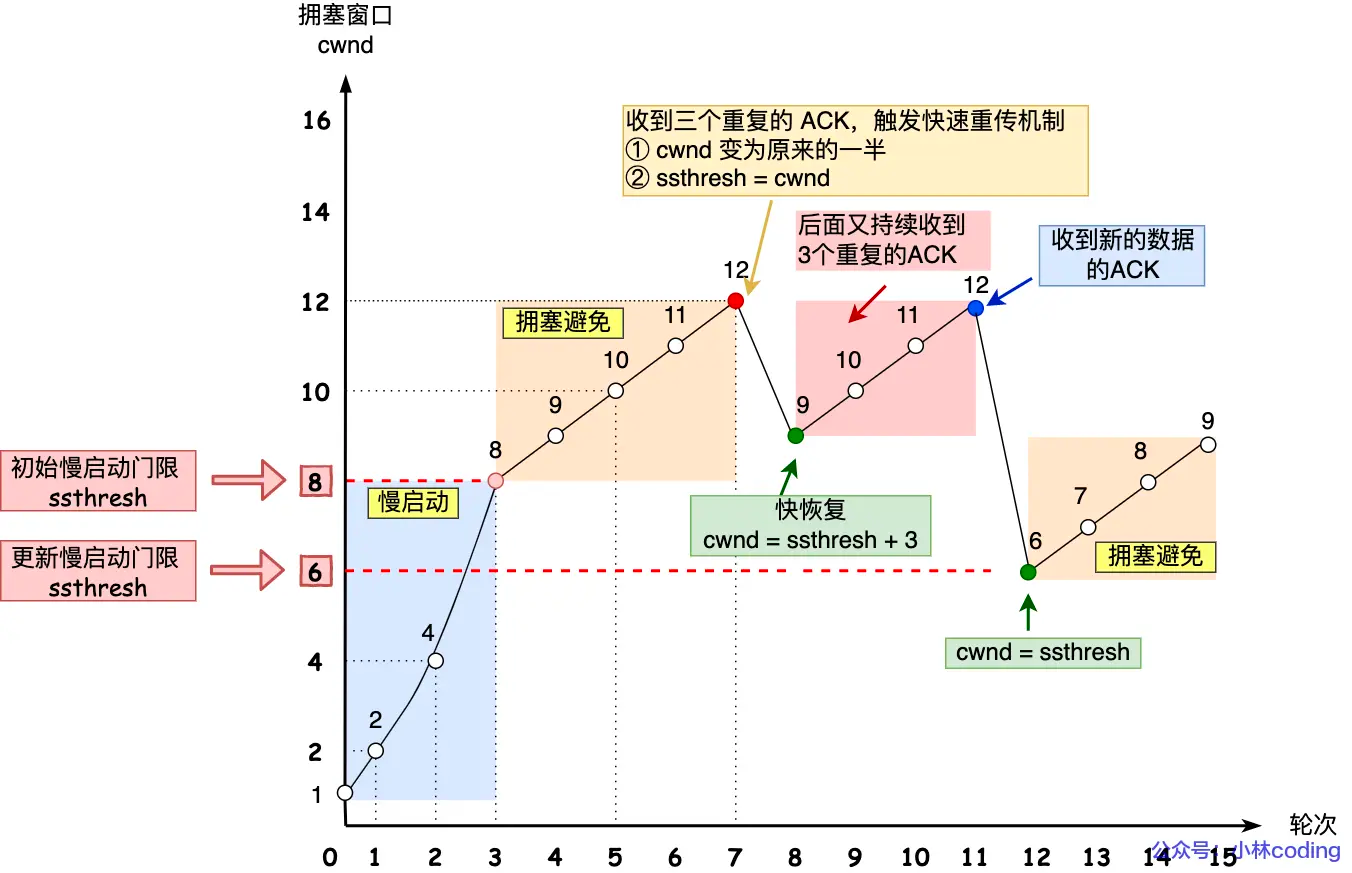 拥塞窗口
cwnd
16
14
12
10
8
6
4
2
1
收到三个重复的 ACK，触发快速重传机制
① cwnd 变为原来的一半
② ssthresh = cwnd
后面又持续收到
3个重复的ACK
收到新的数据
的ACK
拥塞避免
慢启动
初始慢启动门限
ssthresh
更新慢启动门限
ssthresh
2
4
8
9
10
11
12
9
10
11
12
6
7
8
9
快恢复
cwnd = ssthresh + 3
拥塞避免
cwnd = ssthresh
轮次
0 1 2 3 4 5 6 7 8 9 10 11 12 13 14 15
公众号：小林coding